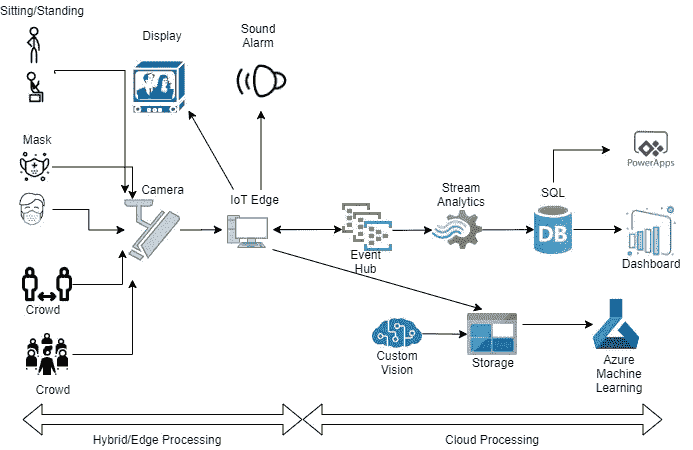 Sitting/Standing
Display
Sound
Alarm
Mask
Camera
IoT Edge
Stream
Analytics
SQL
PowerApps
DB
Event
Hub
Dashboard
Crowd
Custom
Vision
Storage
Azure
Machine
Learning
Crowd
Hybrid/Edge Processing
Cloud Processing